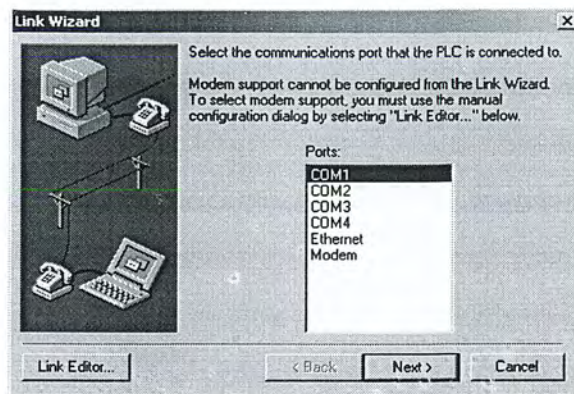 Link Wizard
Select the communications port that the PLC is connected to.
Modem support cannot be configured from the Link Wizard.
To select modem support, you must use the manual
configuration dialog by selecting "Link Editor..." below.
Ports:
COM1
COM2
COM3
COM4
Ethernet
Modem
Link Editor...
< Back
Next >
Cancel